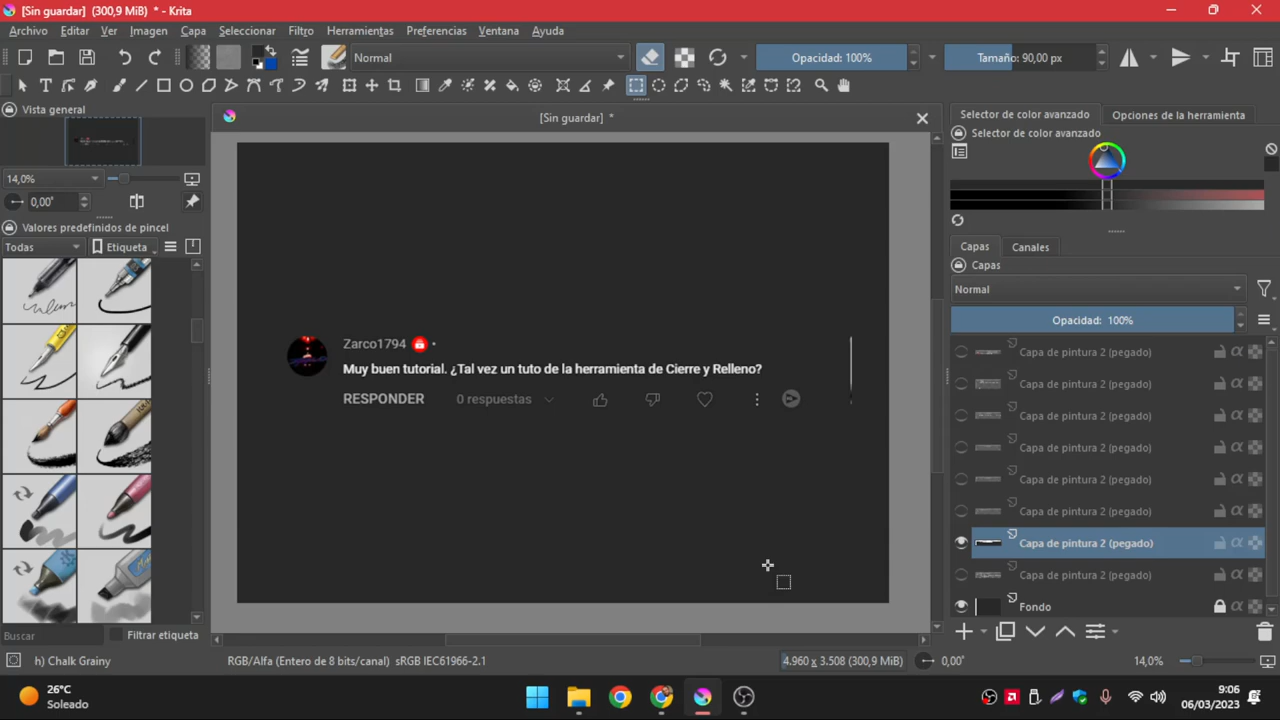 [Sin guardar] (300,9 MiB) * - Krita
Archivo Editar Ver Imagen Capa Seleccionar Filtro Herramientas Preferencias Ventana Ayuda
Normal Opacidad: 100% Tamaño: 90,00 px
Vista general
14,0%
0,00°
Valores predefinidos de pincel
Todas Etiqueta
Buscar Filtrar etiqueta
[Sin guardar] *
Zarco1794 •
Muy buen tutorial. ¿Tal vez un tuto de la herramienta de Cierre y Relleno?
RESPONDER 0 respuestas
Selector de color avanzado Opciones de la herramienta
Selector de color avanzado
Capas Canales
Capas
Normal
Opacidad: 100%
Capa de pintura 2 (pegado)
Capa de pintura 2 (pegado)
Capa de pintura 2 (pegado)
Capa de pintura 2 (pegado)
Capa de pintura 2 (pegado)
Capa de pintura 2 (pegado)
Capa de pintura 2 (pegado)
Capa de pintura 2 (pegado)
Fondo
h) Chalk Grainy RGB/Alfa (Entero de 8 bits/canal) sRGB IEC61966-2.1 4.960 x 3.508 (300,9 MiB) 0,00° 14,0%
26°C
Soleado
9:06
06/03/2023